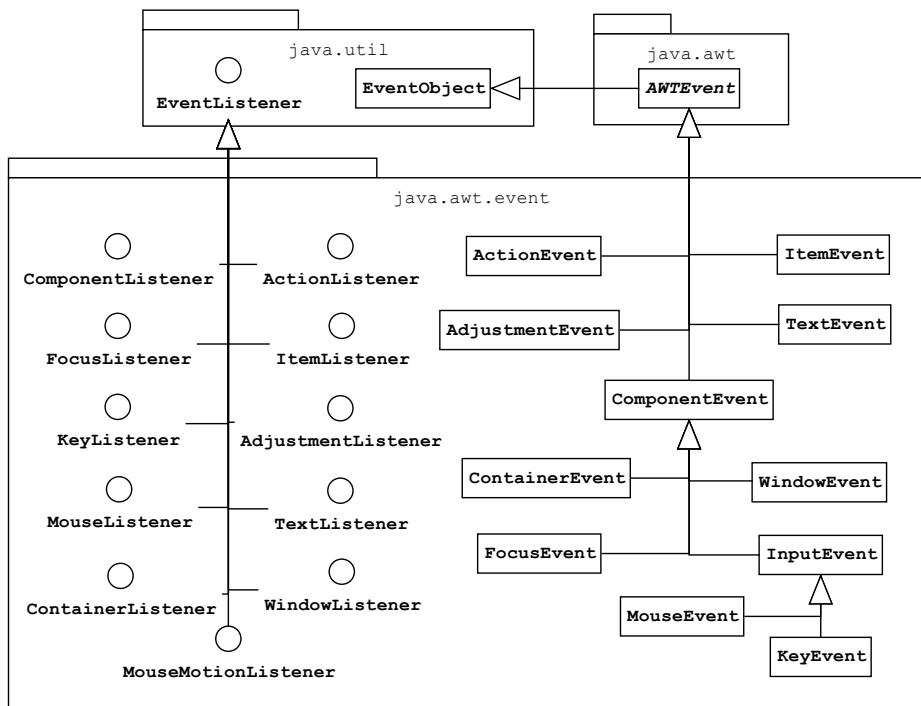 java.util
java.awt
EventListener
EventObject
AWTEvent
java.awt.event
ComponentListener
ActionListener
ActionEvent
ItemEvent
FocusListener
ItemListener
AdjustmentEvent
TextEvent
KeyListener
AdjustmentListener
ComponentEvent
MouseListener
TextListener
ContainerEvent
WindowEvent
ContainerListener
WindowListener
FocusEvent
InputEvent
MouseMotionListener
MouseEvent
KeyEvent